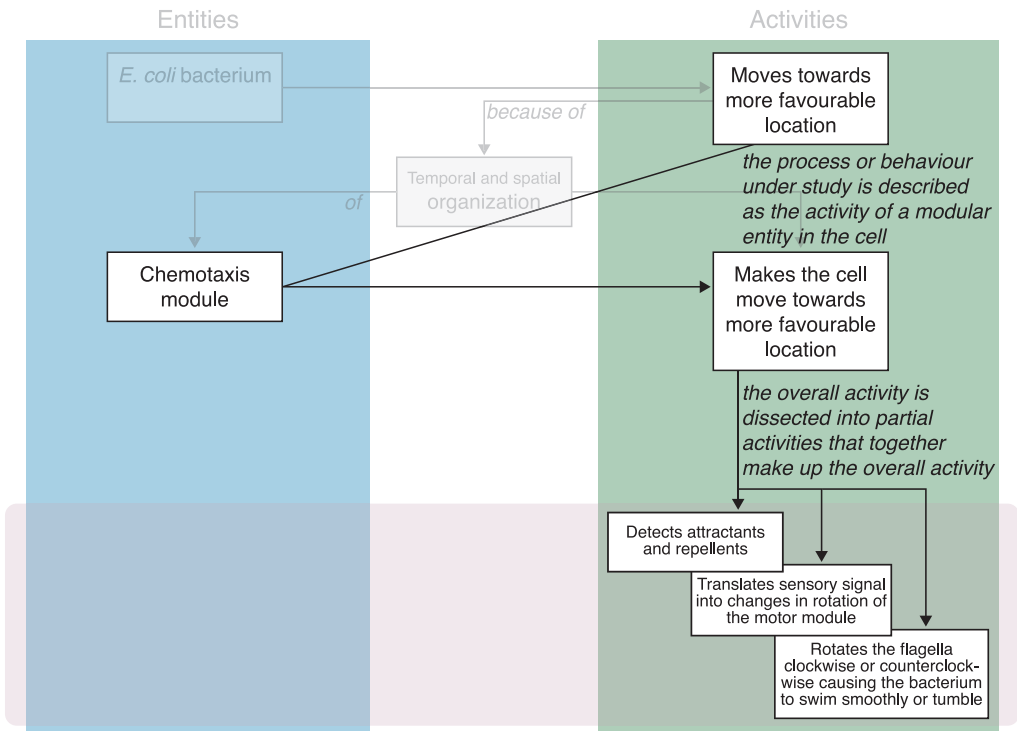 Entities
Activities
E. coli bacterium
Moves towards
more favourable
location
because of
Temporal and spatial
organization
of
the process or behaviour
under study is described
as the activity of a modular
entity in the cell
Chemotaxis
module
Makes the cell
move towards
more favourable
location
the overall activity is
dissected into partial
activities that together
make up the overall activity
Detects attractants
and repellents
Translates sensory signal
into changes in rotation of
the motor module
Rotates the flagella
clockwise or counterclock-
wise causing the bacterium
to swim smoothly or tumble